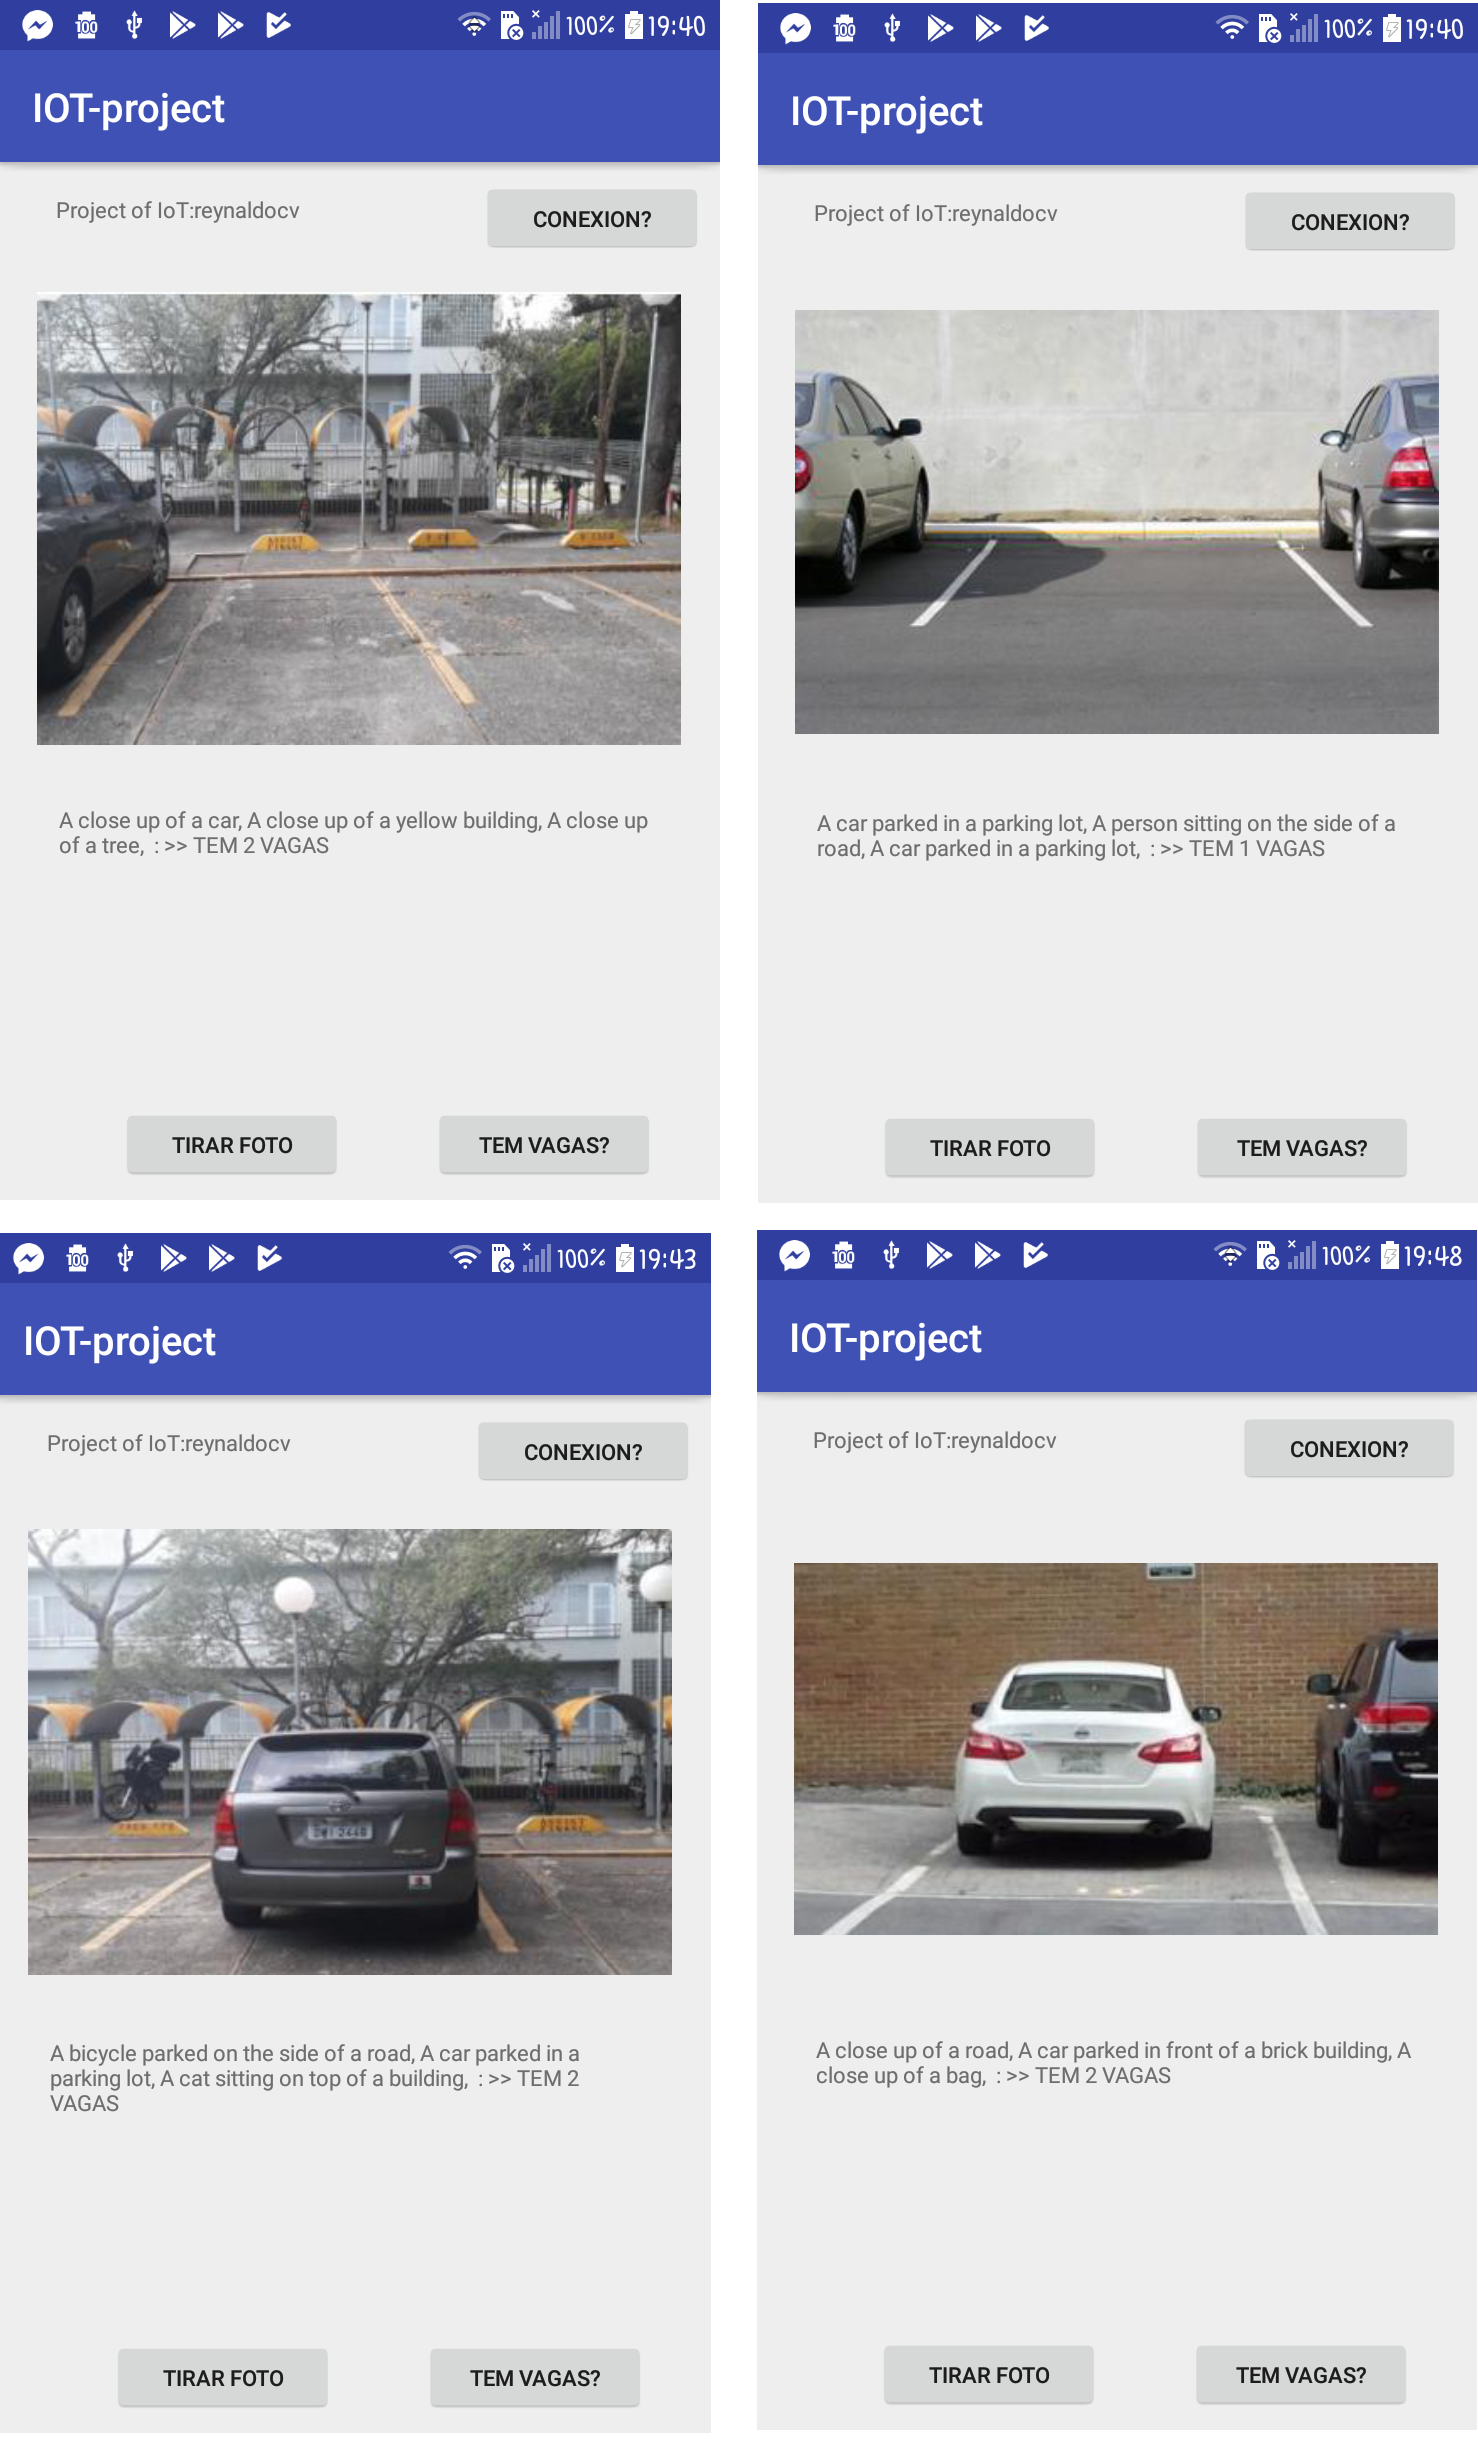 100 100% 19:40
IOT-project
Project of IoT:reynaldocv
CONEXION?
A close up of a car, A close up of a yellow building, A close up
of a tree,  : >> TEM 2 VAGAS
TIRAR FOTO
TEM VAGAS?
100 100% 19:40
IOT-project
Project of IoT:reynaldocv
CONEXION?
A car parked in a parking lot, A person sitting on the side of a
road, A car parked in a parking lot,  : >> TEM 1 VAGAS
TIRAR FOTO
TEM VAGAS?
100 100% 19:43
IOT-project
Project of IoT:reynaldocv
CONEXION?
A bicycle parked on the side of a road, A car parked in a
parking lot, A cat sitting on top of a building,  : >> TEM 2
VAGAS
TIRAR FOTO
TEM VAGAS?
100 100% 19:48
IOT-project
Project of IoT:reynaldocv
CONEXION?
A close up of a road, A car parked in front of a brick building, A
close up of a bag,  : >> TEM 2 VAGAS
TIRAR FOTO
TEM VAGAS?